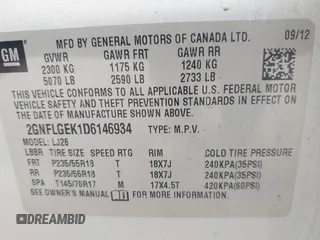 GM
MFD BY GENERAL MOTORS OF CANADA LTD.
09/12
GVWR GAWR FRT GAWR RR
2300 KG 1175 KG 1240 KG
5070 LB 2590 LB 2733 LB
THIS VEHICLE CONFORMS TO ALL APPLICABLE U.S. FEDERAL
MOTOR VEHICLE SAFETY, BUMPER, AND THEFT PREVENTION
STANDARDS IN EFFECT ON THE DATE OF MANUFACTURE SHOWN ABOVE.
2GNFLGEK1D6146934 TYPE: M.P.V.
MODEL: LJ26
LBBR TIRE SIZE SPEED RTG RIM COLD TIRE PRESSURE
FRT P235/55R18 T 18X7J 240KPA(35PSI)
RR P235/55R18 T 18X7J 240KPA(35PSI)
SPA T145/70R17 M 17X4.5T 420KPA(60PSI)
SEE OWNER'S MANUAL FOR MORE INFORMATION.
DREAMBID